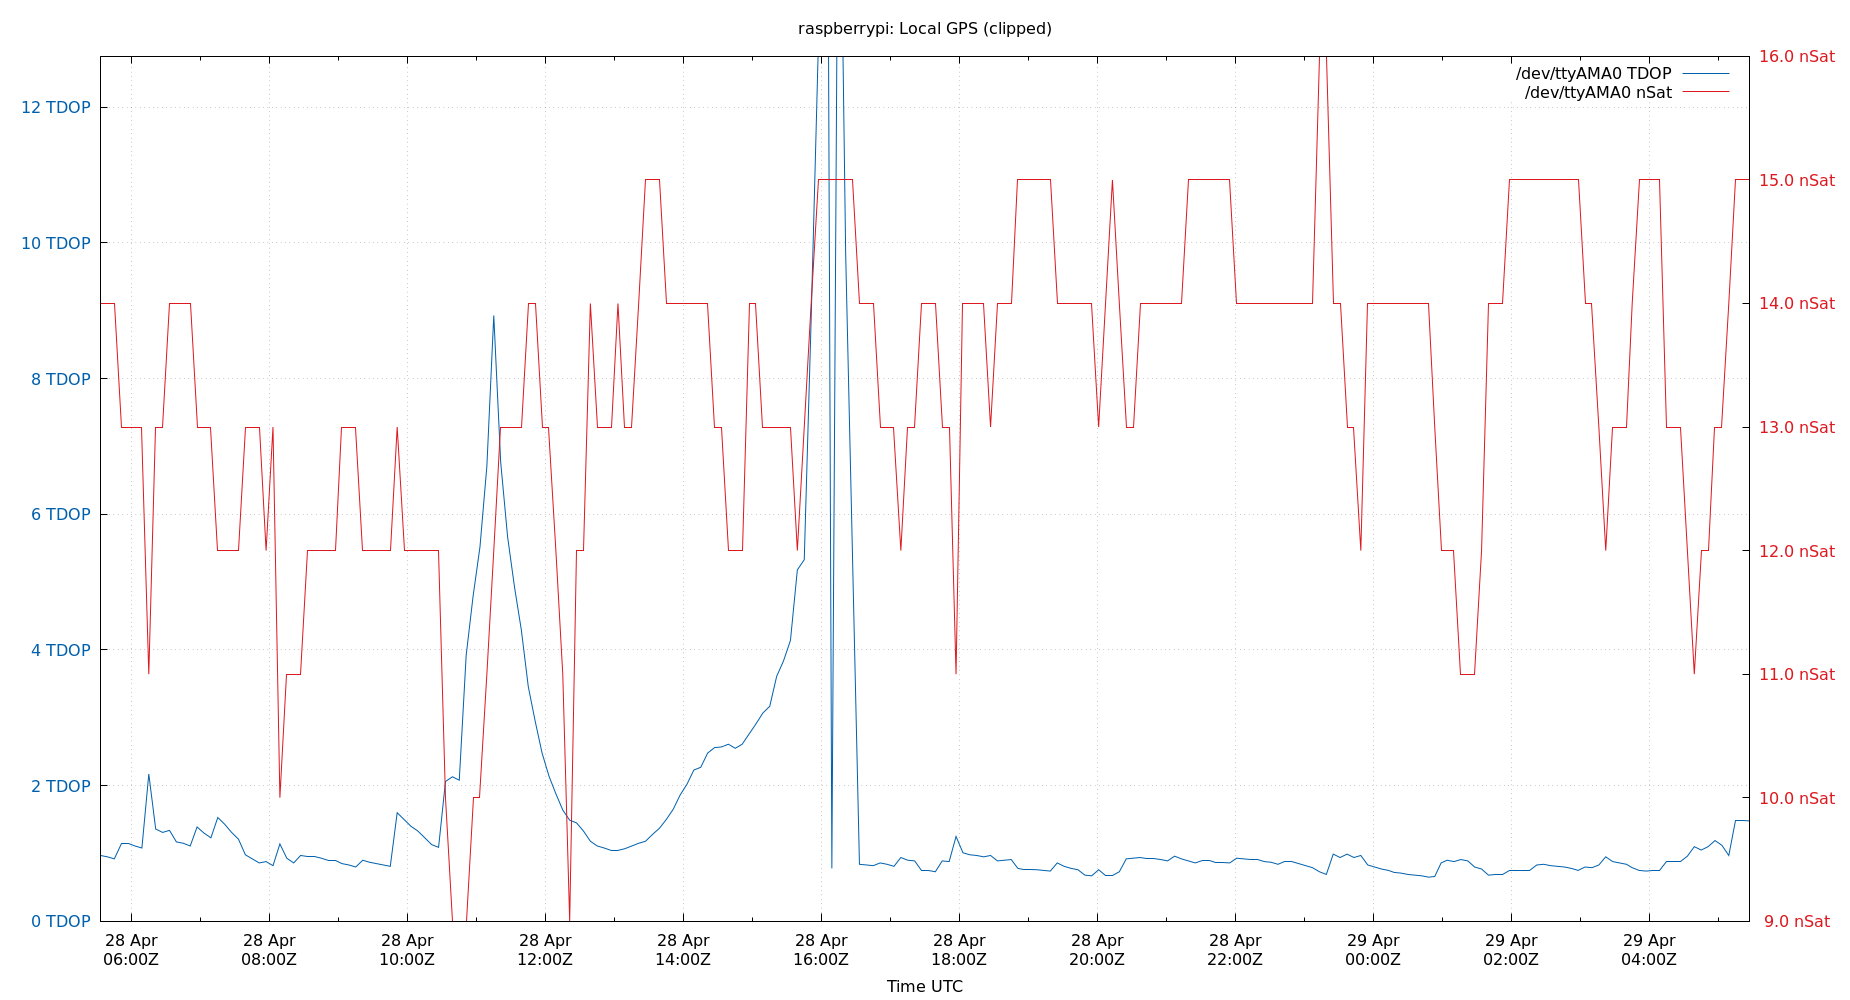 raspberrypi: Local GPS (clipped)
/dev/ttyAMA0 TDOP
/dev/ttyAMA0 nSat
12 TDOP
10 TDOP
8 TDOP
6 TDOP
4 TDOP
2 TDOP
0 TDOP
16.0 nSat
15.0 nSat
14.0 nSat
13.0 nSat
12.0 nSat
11.0 nSat
10.0 nSat
9.0 nSat
28 Apr 28 Apr 28 Apr 28 Apr 28 Apr 28 Apr 28 Apr 28 Apr 28 Apr 29 Apr 29 Apr 29 Apr
06:00Z 08:00Z 10:00Z 12:00Z 14:00Z 16:00Z 18:00Z 20:00Z 22:00Z 00:00Z 02:00Z 04:00Z
Time UTC